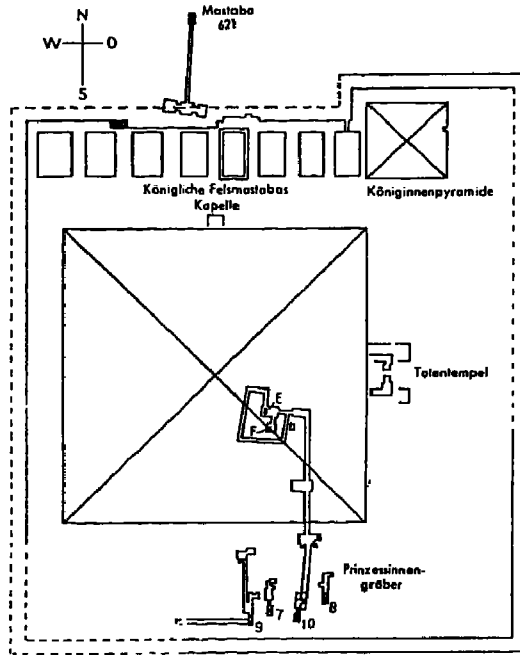 Mastaba
621
N
W
O
S
Königliche Felsmastabas
Kapelle
Königinnenpyramide
Totentempel
E
b
F
Prinzessinnen-
gräber
9
7
10
8